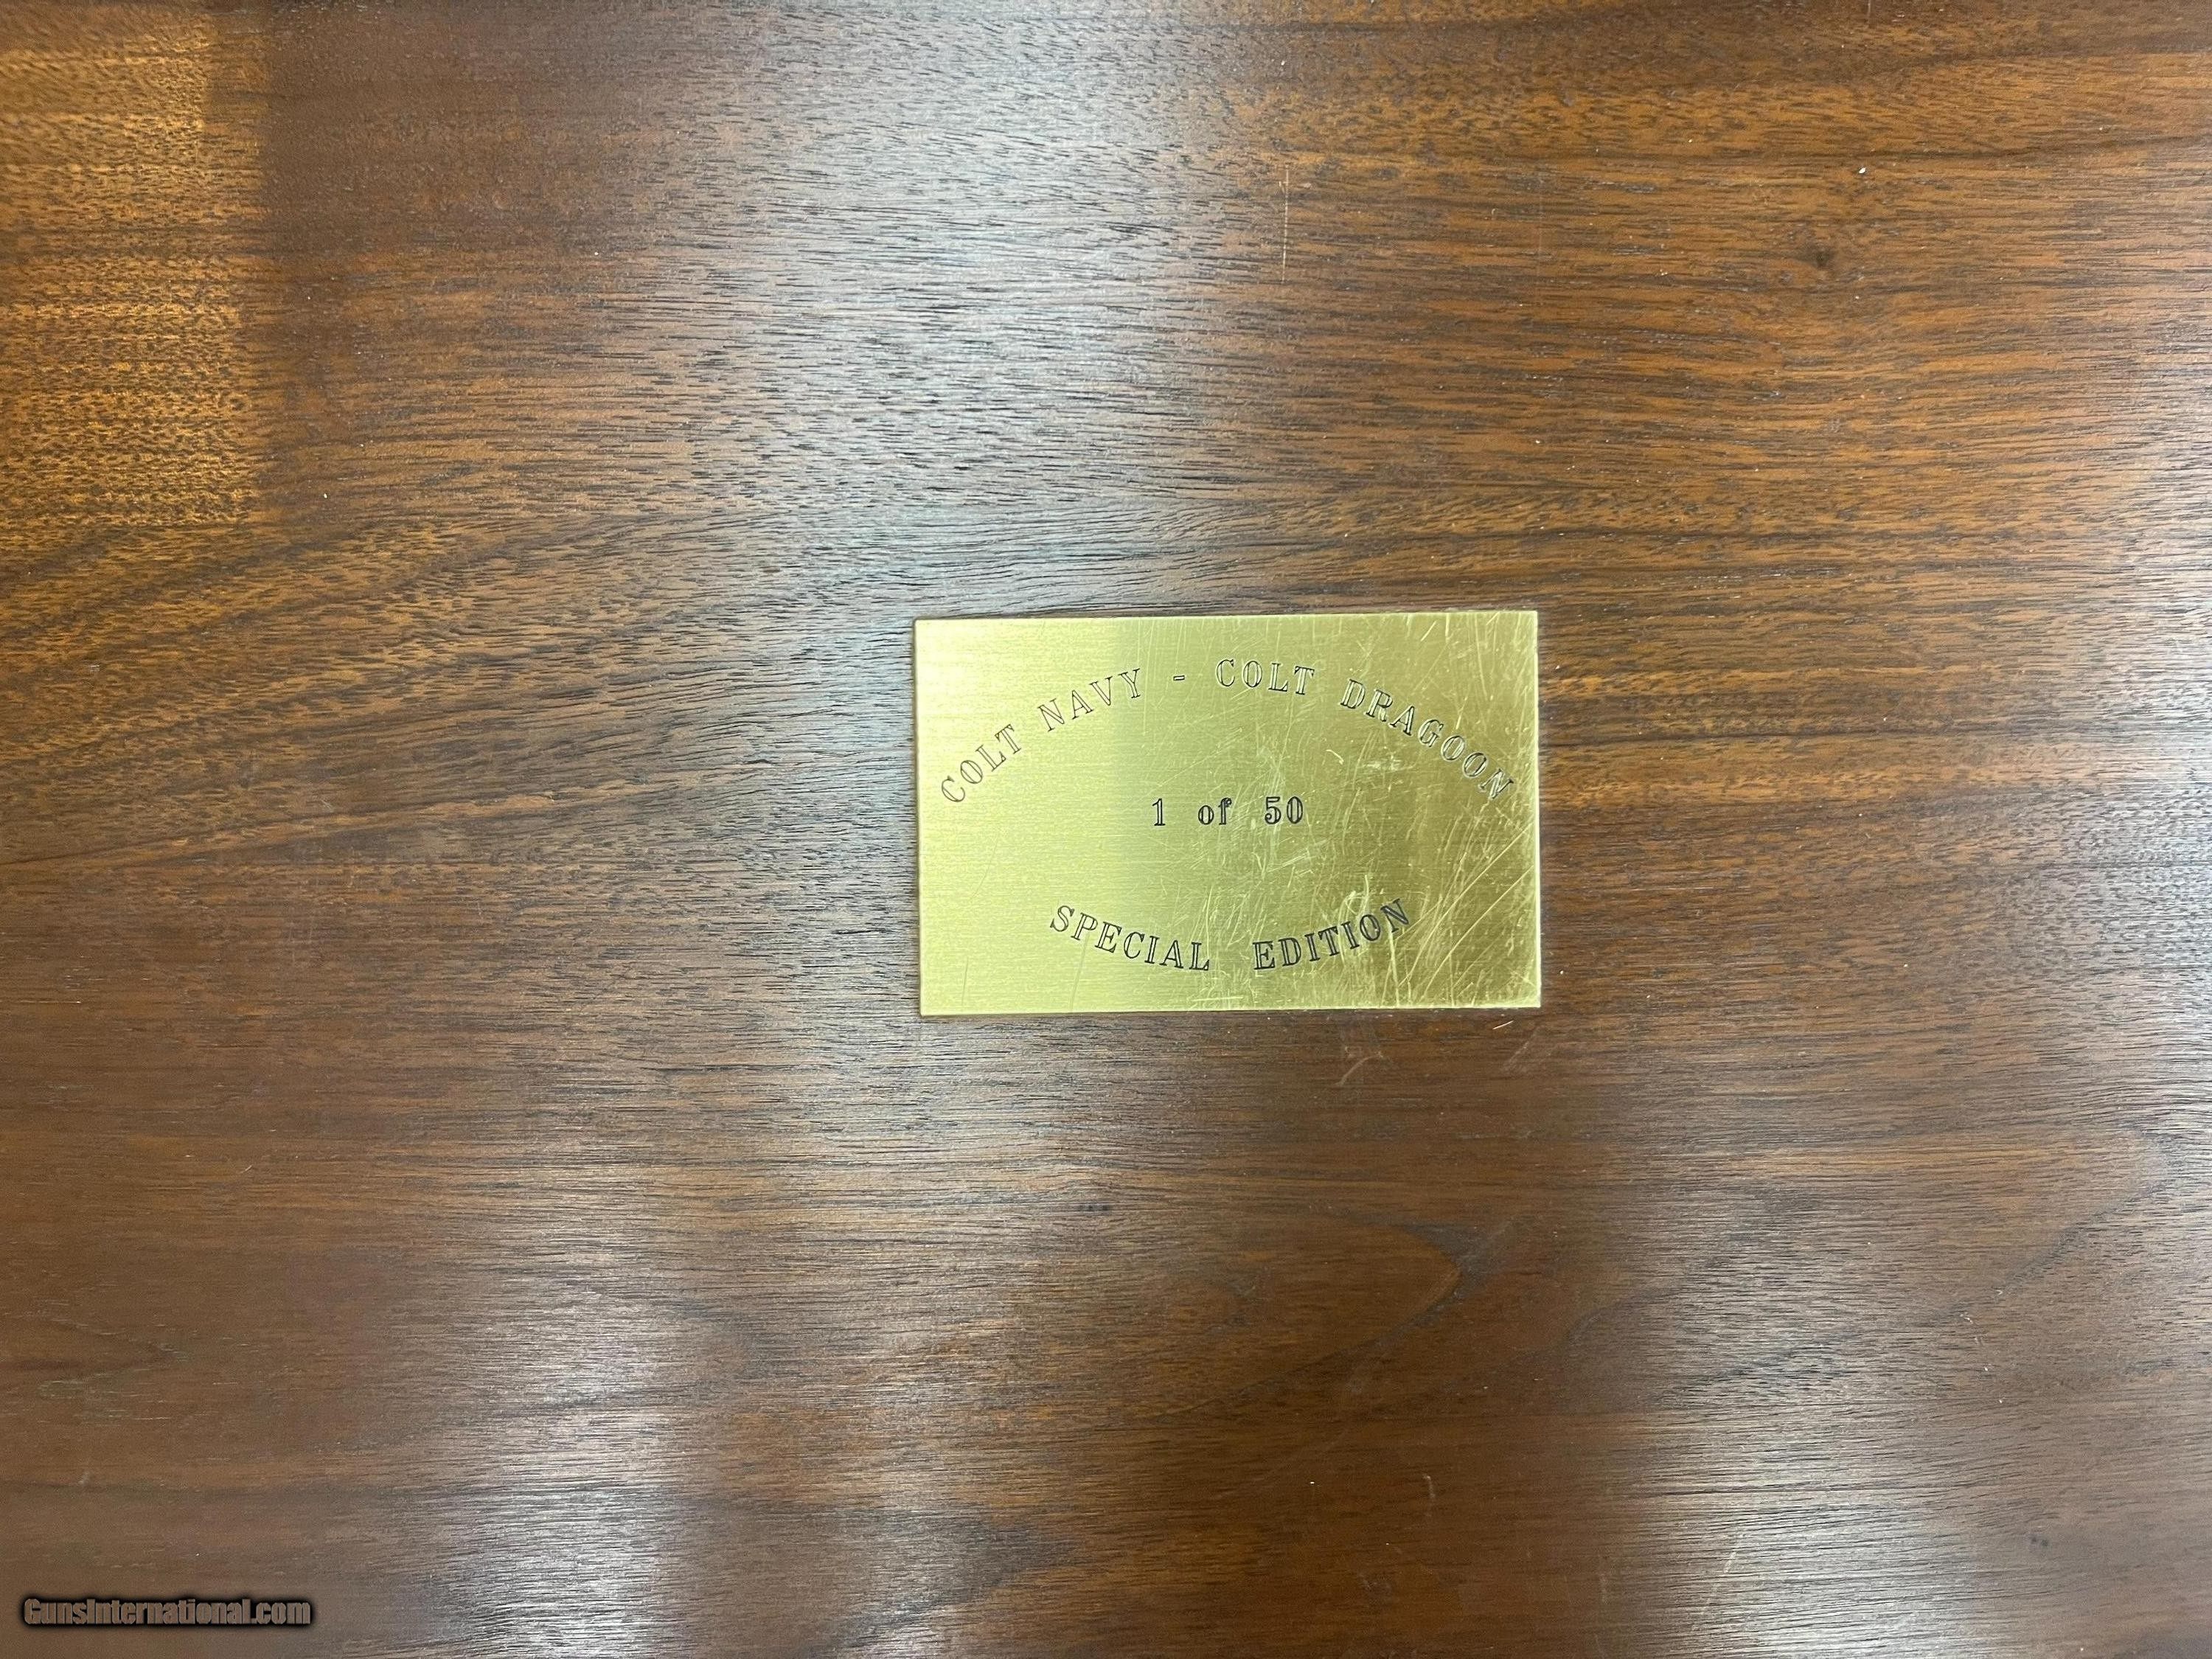 COLT NAVY - COLT DRAGOON
1 of 50
SPECIAL EDITION
GunsInternational.com